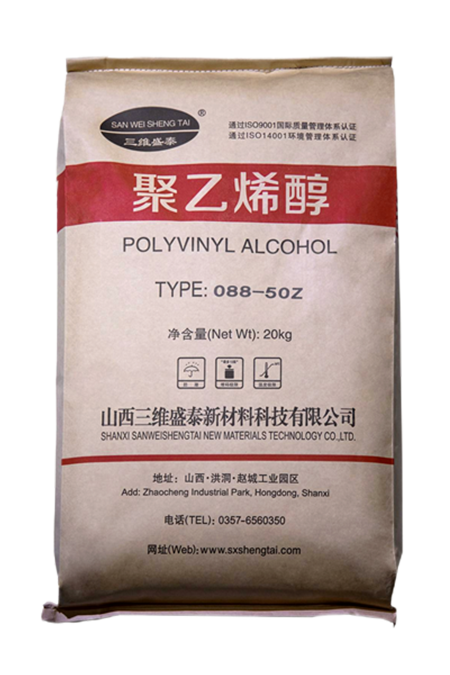 SAN WEI SHENG TAI
®
三维盛泰
通过ISO9001国际质量管理体系认证
通过ISO14001环境管理体系认证
聚乙烯醇
POLYVINYL ALCOHOL
TYPE: 088-50Z
净含量(Net Wt): 20kg
山西三维盛泰新材料科技有限公司
SHANXI SANWEISHENGTAI NEW MATERIALS TECHNOLOGY CO.,LTD.
地址: 山西·洪洞·赵城工业园区
Add: Zhaocheng Industrial Park, Hongdong, Shanxi
电话(TEL): 0357-6560350
网址(Web): www.sxshengtai.com